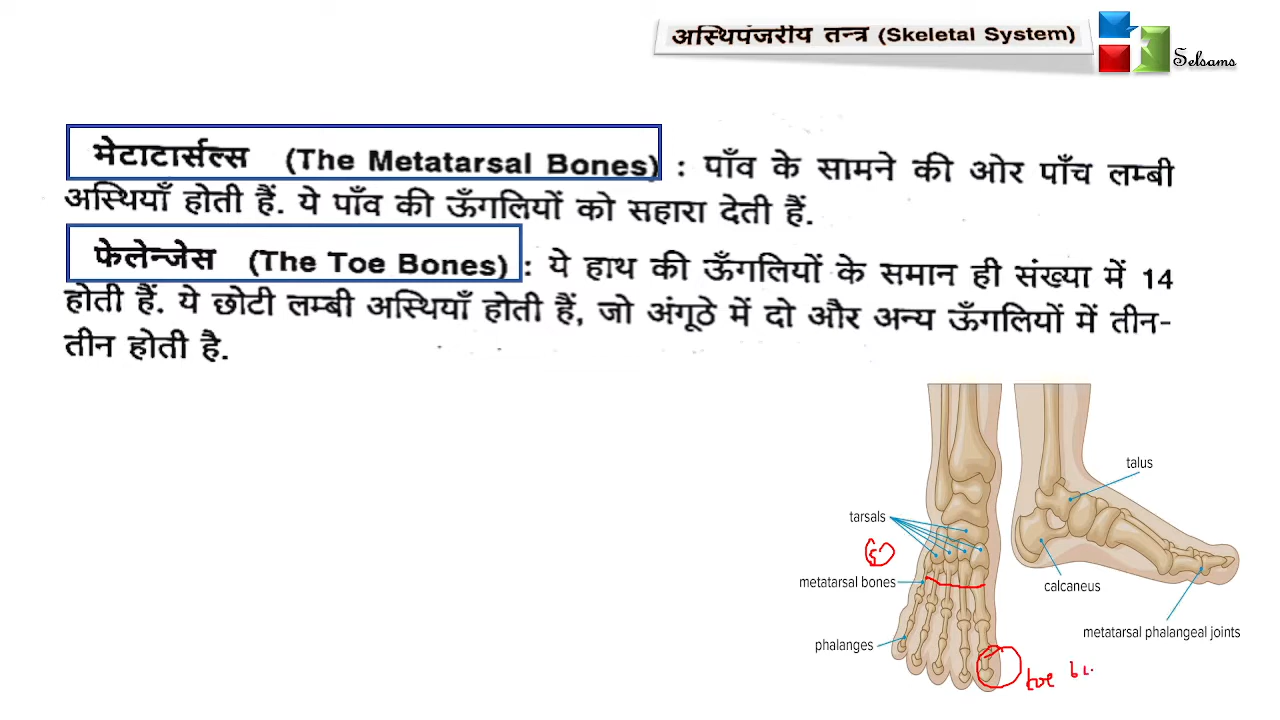 अस्थिपंजरीय तन्त्र (Skeletal System)
Selsams
मेटाटार्सल्स (The Metatarsal Bones) : पाँव के सामने की ओर पाँच लम्बी
अस्थियाँ होती हैं. ये पाँव की ऊँगलियों को सहारा देती हैं.
फेलेन्जेस (The Toe Bones) : ये हाथ की ऊँगलियों के समान ही संख्या में 14
होती हैं. ये छोटी लम्बी अस्थियाँ होती हैं, जो अंगूठे में दो और अन्य ऊँगलियों में तीन-
तीन होती है.
talus
tarsals
5
metatarsal bones
calcaneus
metatarsal phalangeal joints
phalanges
toe